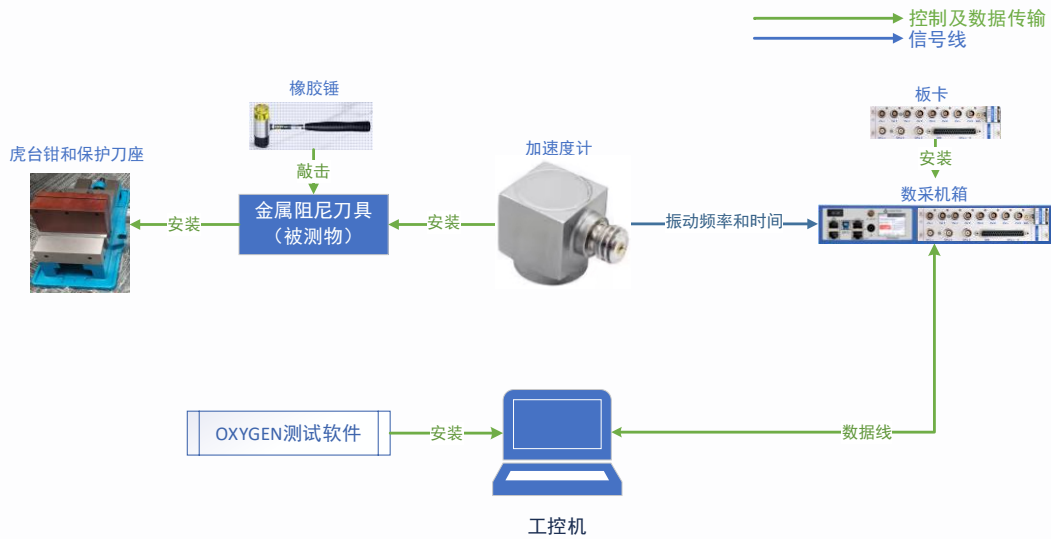 控制及数据传输
信号线
橡胶锤
板卡
虎台钳和保护刀座
敲击
加速度计
安装
数采机箱
安装
金属阻尼刀具
（被测物）
安装
振动频率和时间
OXYGEN测试软件
安装
数据线
工控机